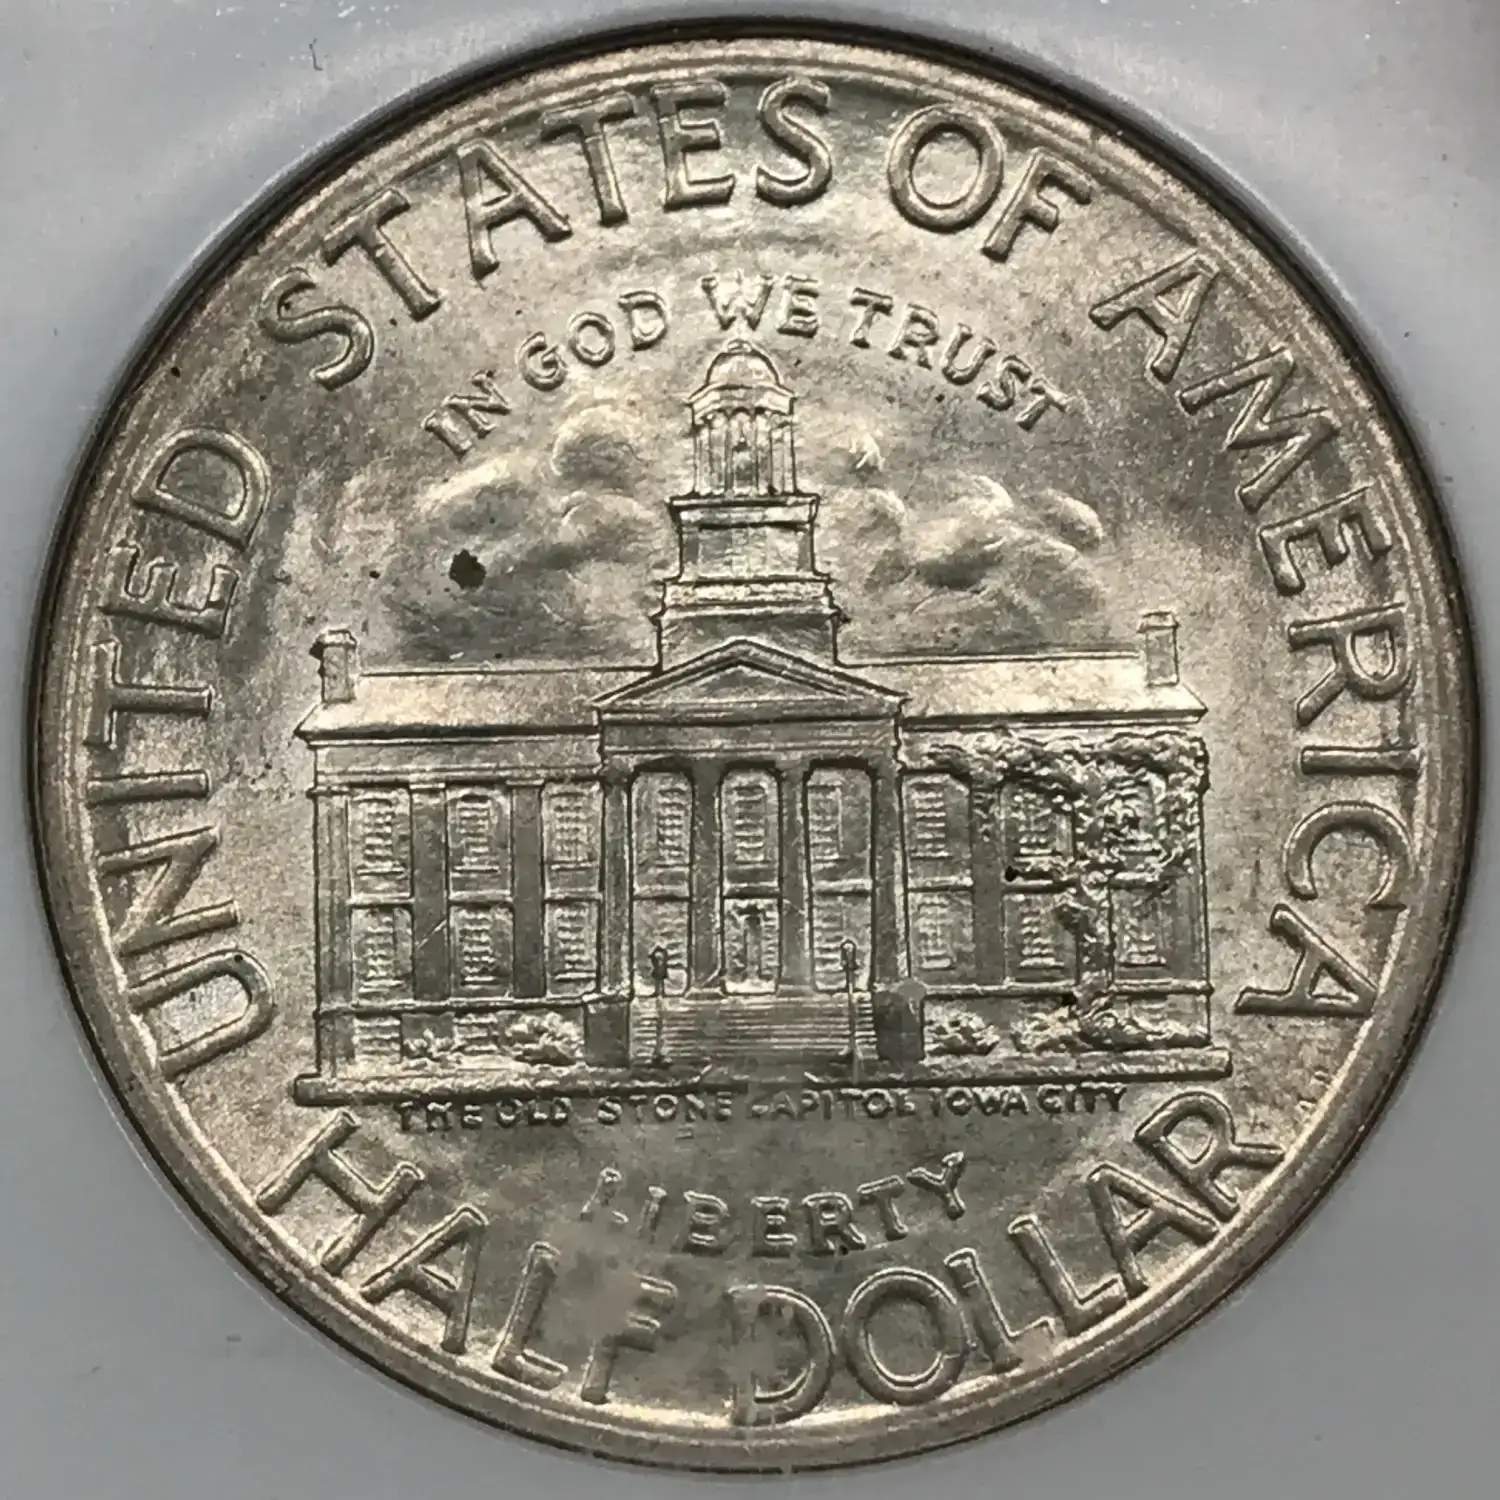 UNITED STATES OF AMERICA
IN GOD WE TRUST
THE OLD STONE CAPITOL IOWA CITY
LIBERTY
HALF DOLLAR